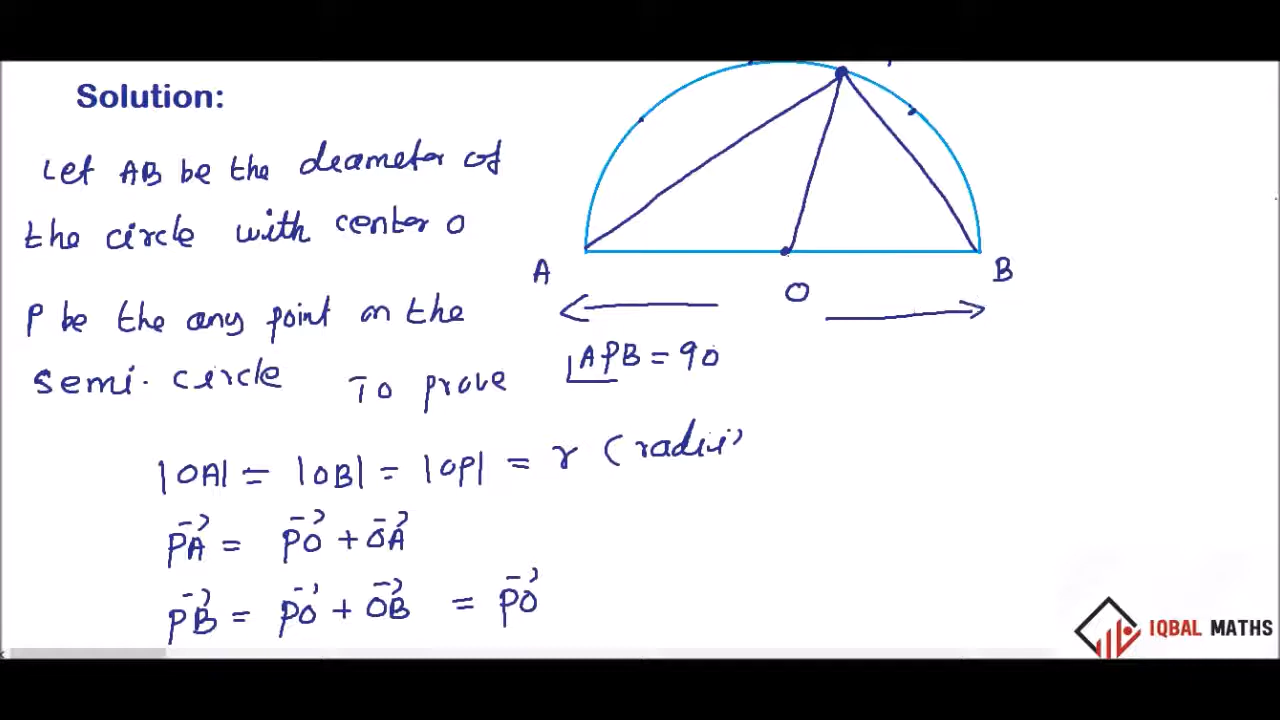 Solution:
Let AB be the deameter of
the circle with center O
P be the any point on the
semi-circle To prove ∠APB = 90
|OA| = |OB| = |OP| = r (radius)
PA⃗ = PO⃗ + OA⃗
PB⃗ = PO⃗ + OB⃗ = PO⃗
A
O
B
IQBAL MATHS